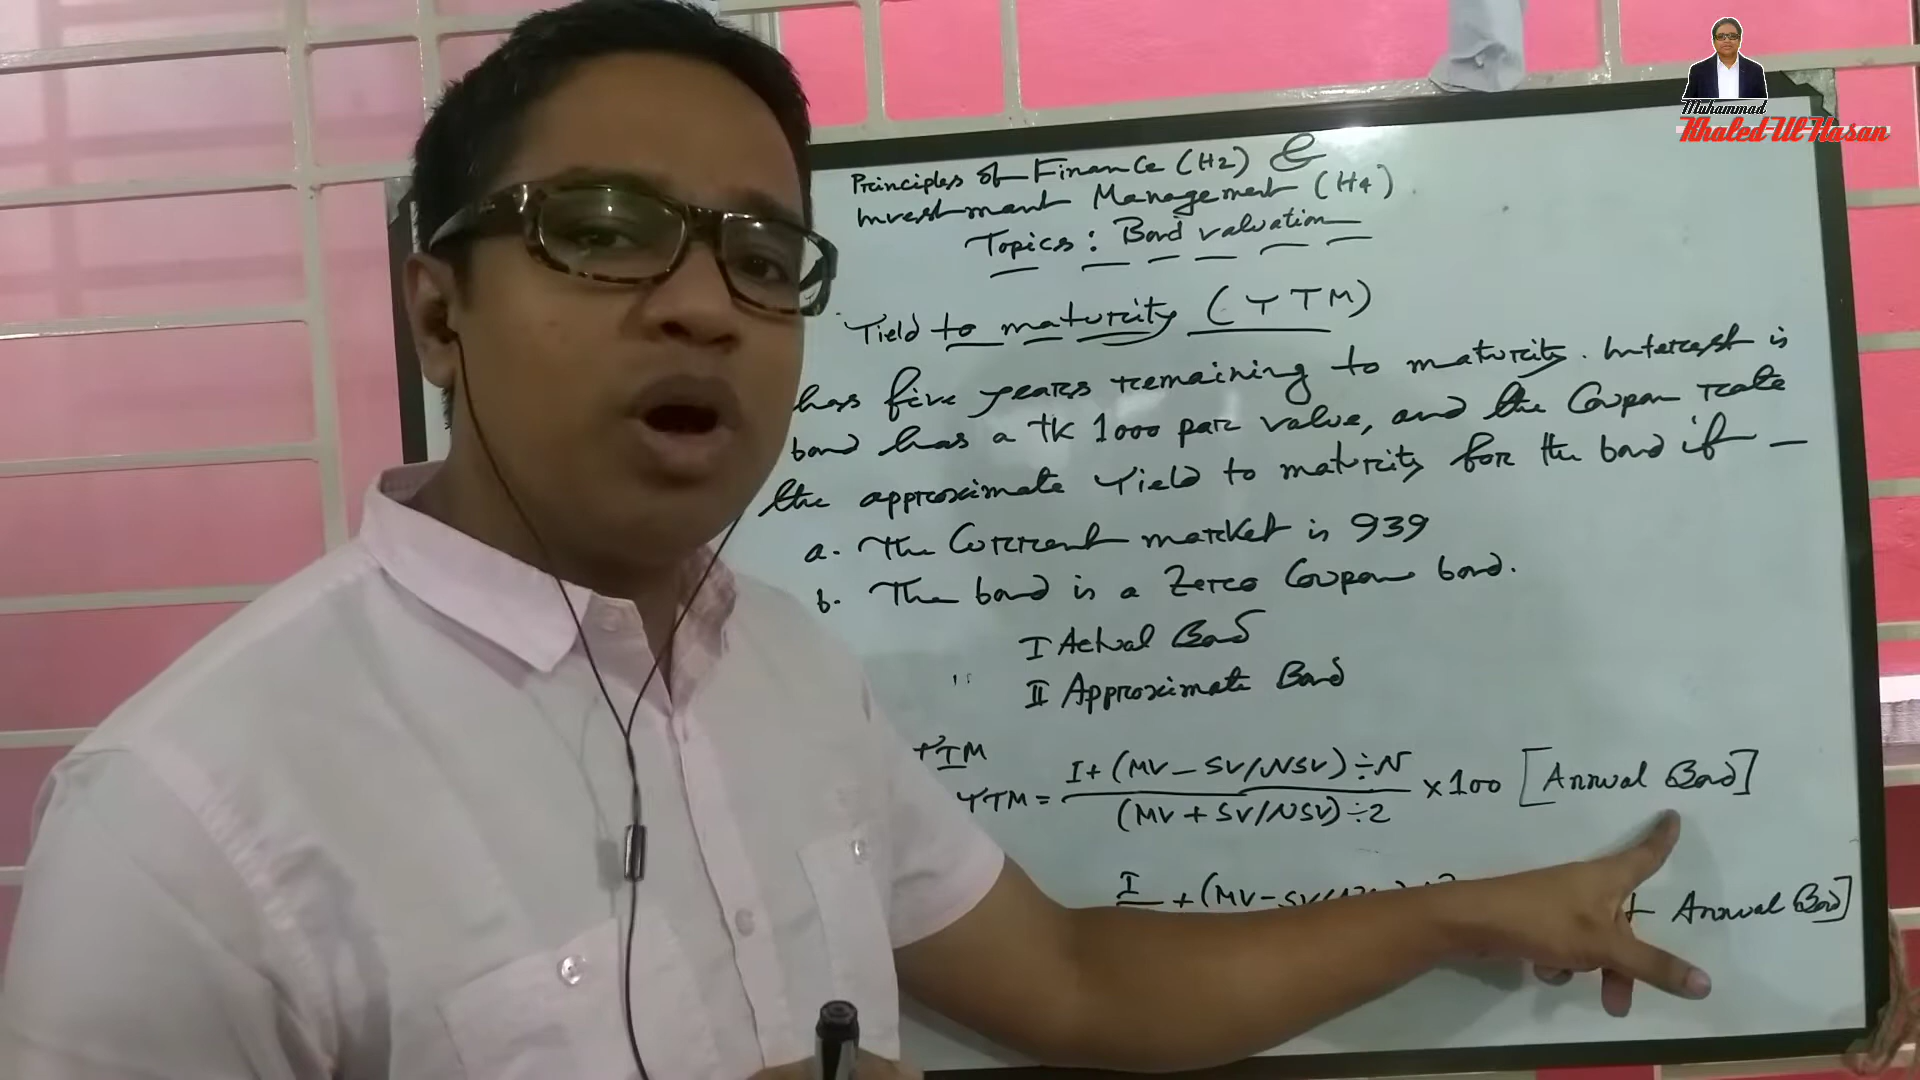 Muhammad
Khaled-Ul-Hasan
Principles of Finance (H2) &
Investment Management (H4)
Topics: Bond valuation
Yield to maturity (YTM)
has five years remaining to maturity. Interest is
bond has a tk 1000 par value, and the Coupon rate
the approximate Yield to maturity for the bond if —
a. The Current market is 939
b. The bond is a Zero Coupon bond.
I Actual Bond
II Approximate Bond
YTM
YTM = I + (MV - SV/NSV) ÷ N
(MV + SV/NSV) ÷ 2
× 100 [Annual Bond]
I
+ (MV - SV/
Annual Bond]